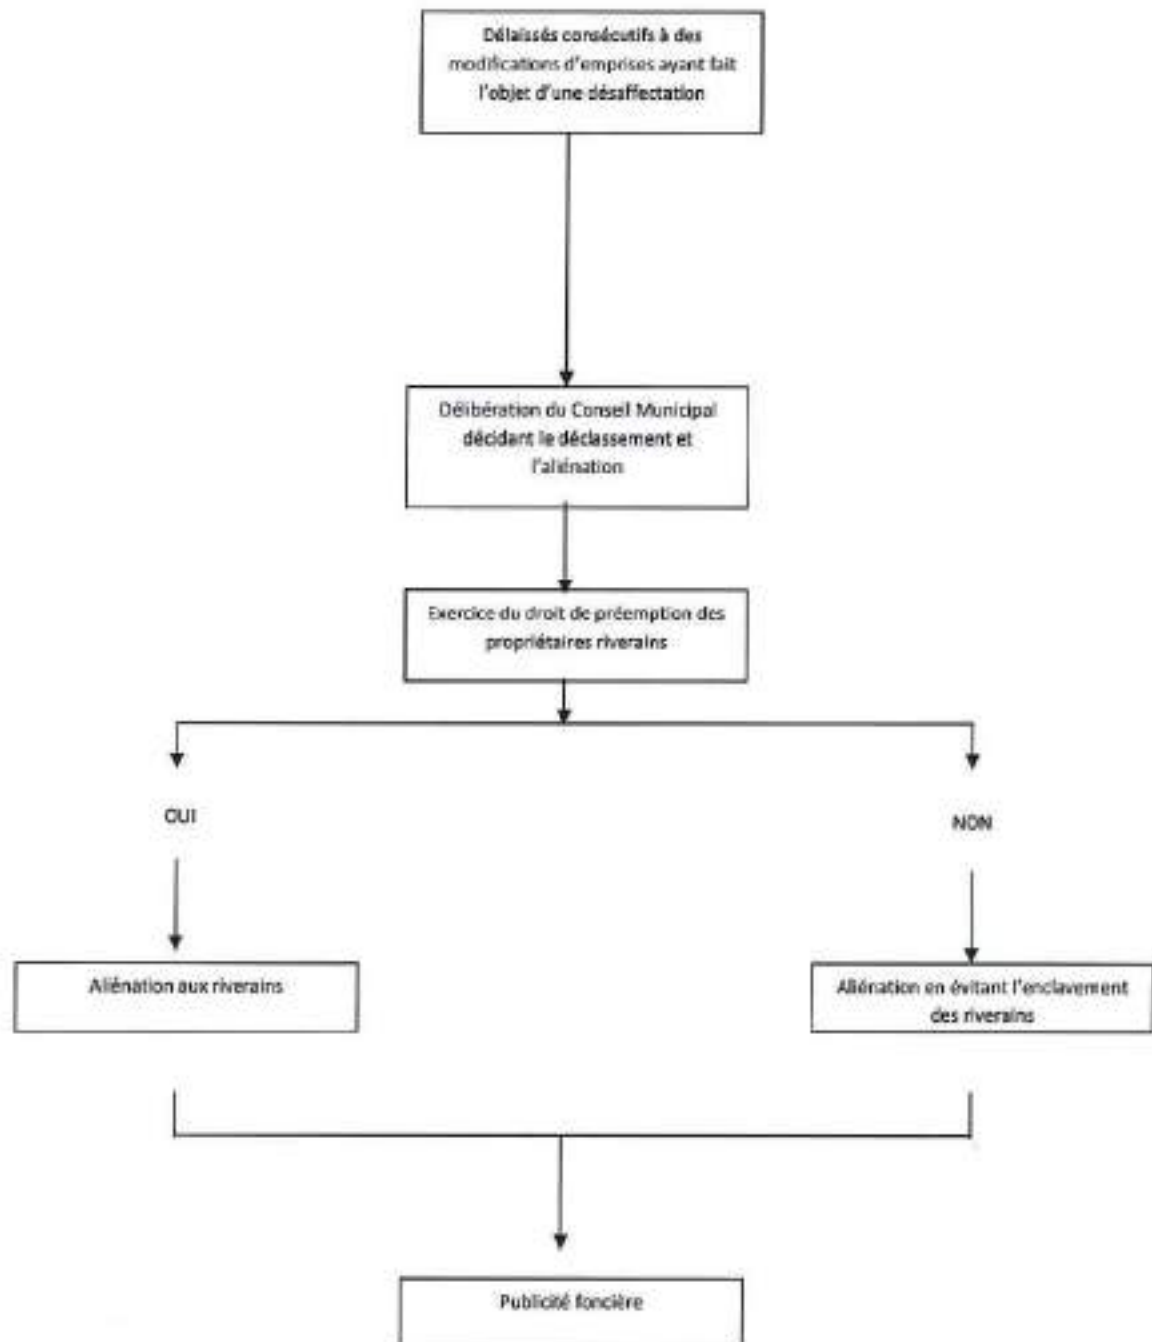 Délaissés consécutifs à des
modifications d'emprises ayant fait
l'objet d'une désaffectation
Délibération du Conseil Municipal
décidant le déclassement et
l'aliénation
Exercice du droit de préemption des
propriétaires riverains
OUI
NON
Aliénation aux riverains
Aliénation en évitant l'enclavement
des riverains
Publicité foncière